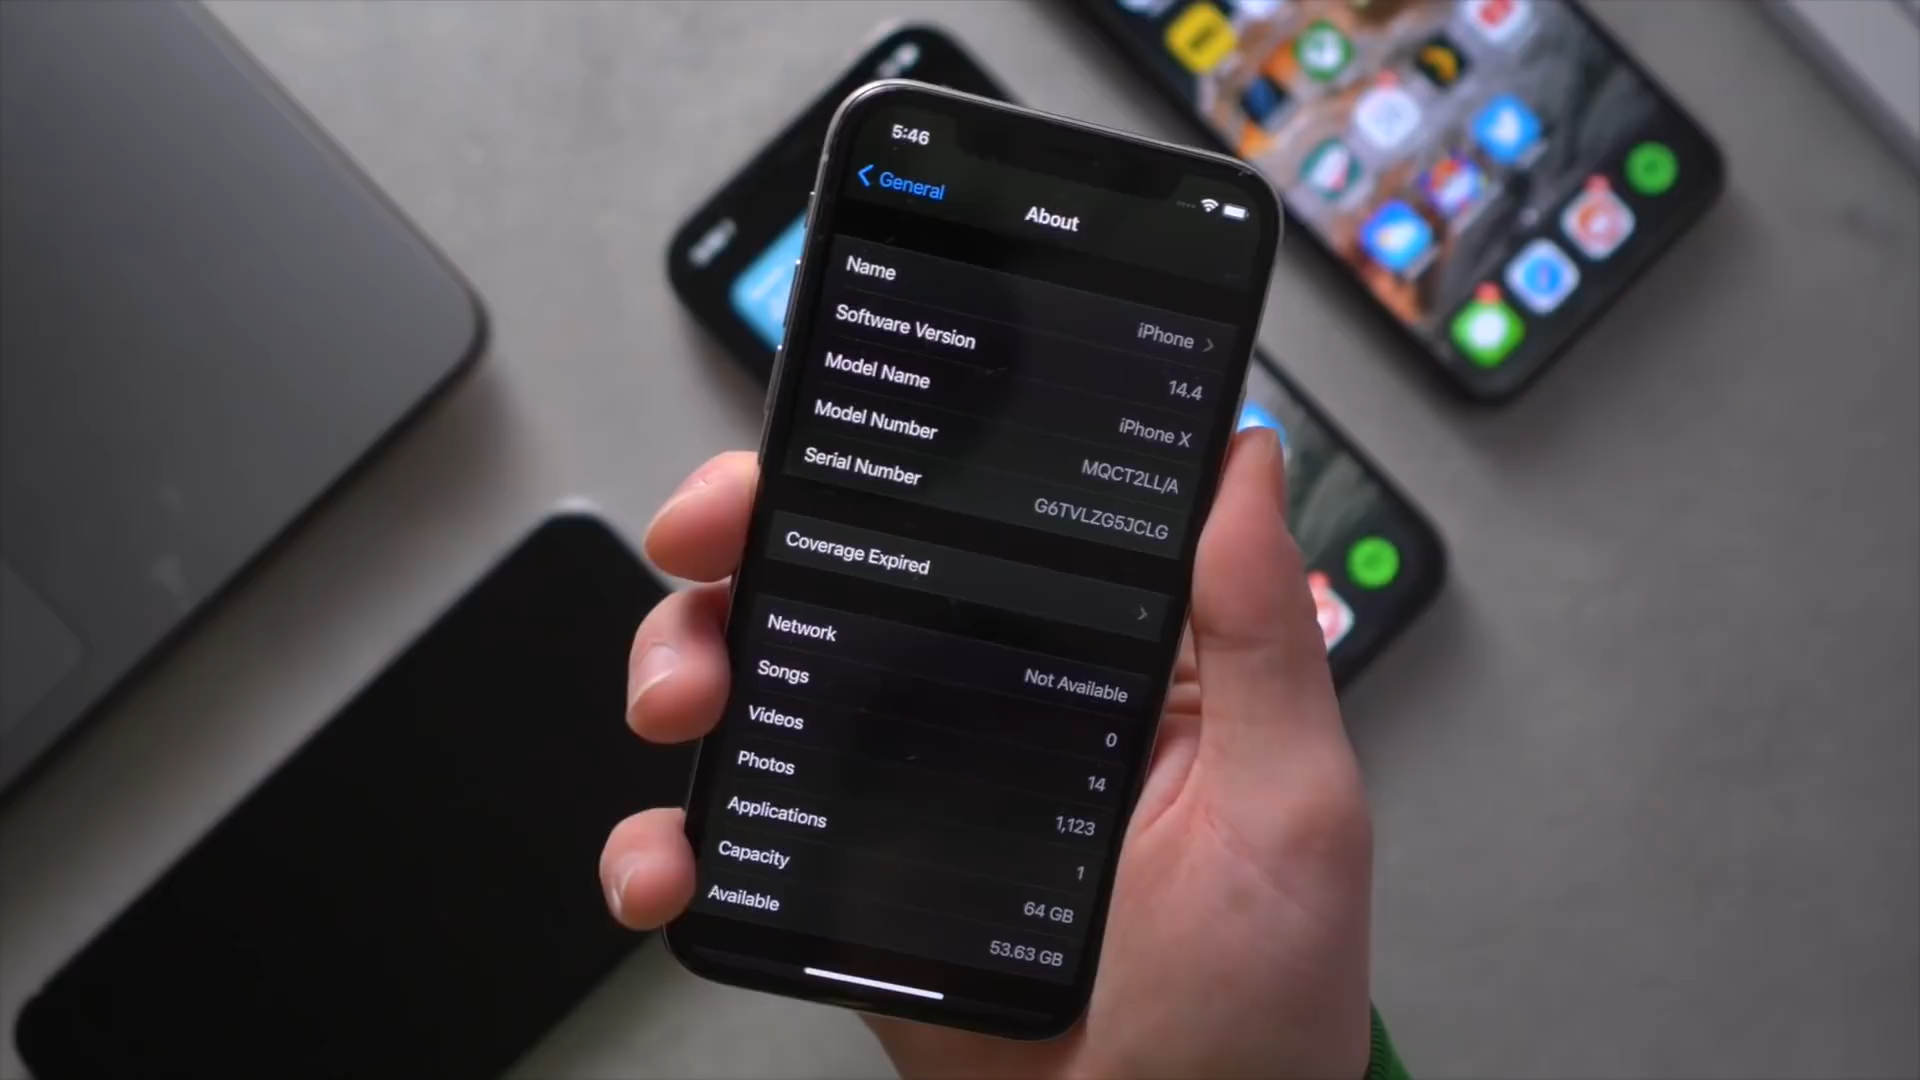 5:46
General
About
Name
iPhone
Software Version
14.4
Model Name
iPhone X
Model Number
MQCT2LL/A
Serial Number
G6TVLZG5JCLG
Coverage Expired
Network
Not Available
Songs
0
Videos
14
Photos
1,123
Applications
1
Capacity
64 GB
Available
53.63 GB